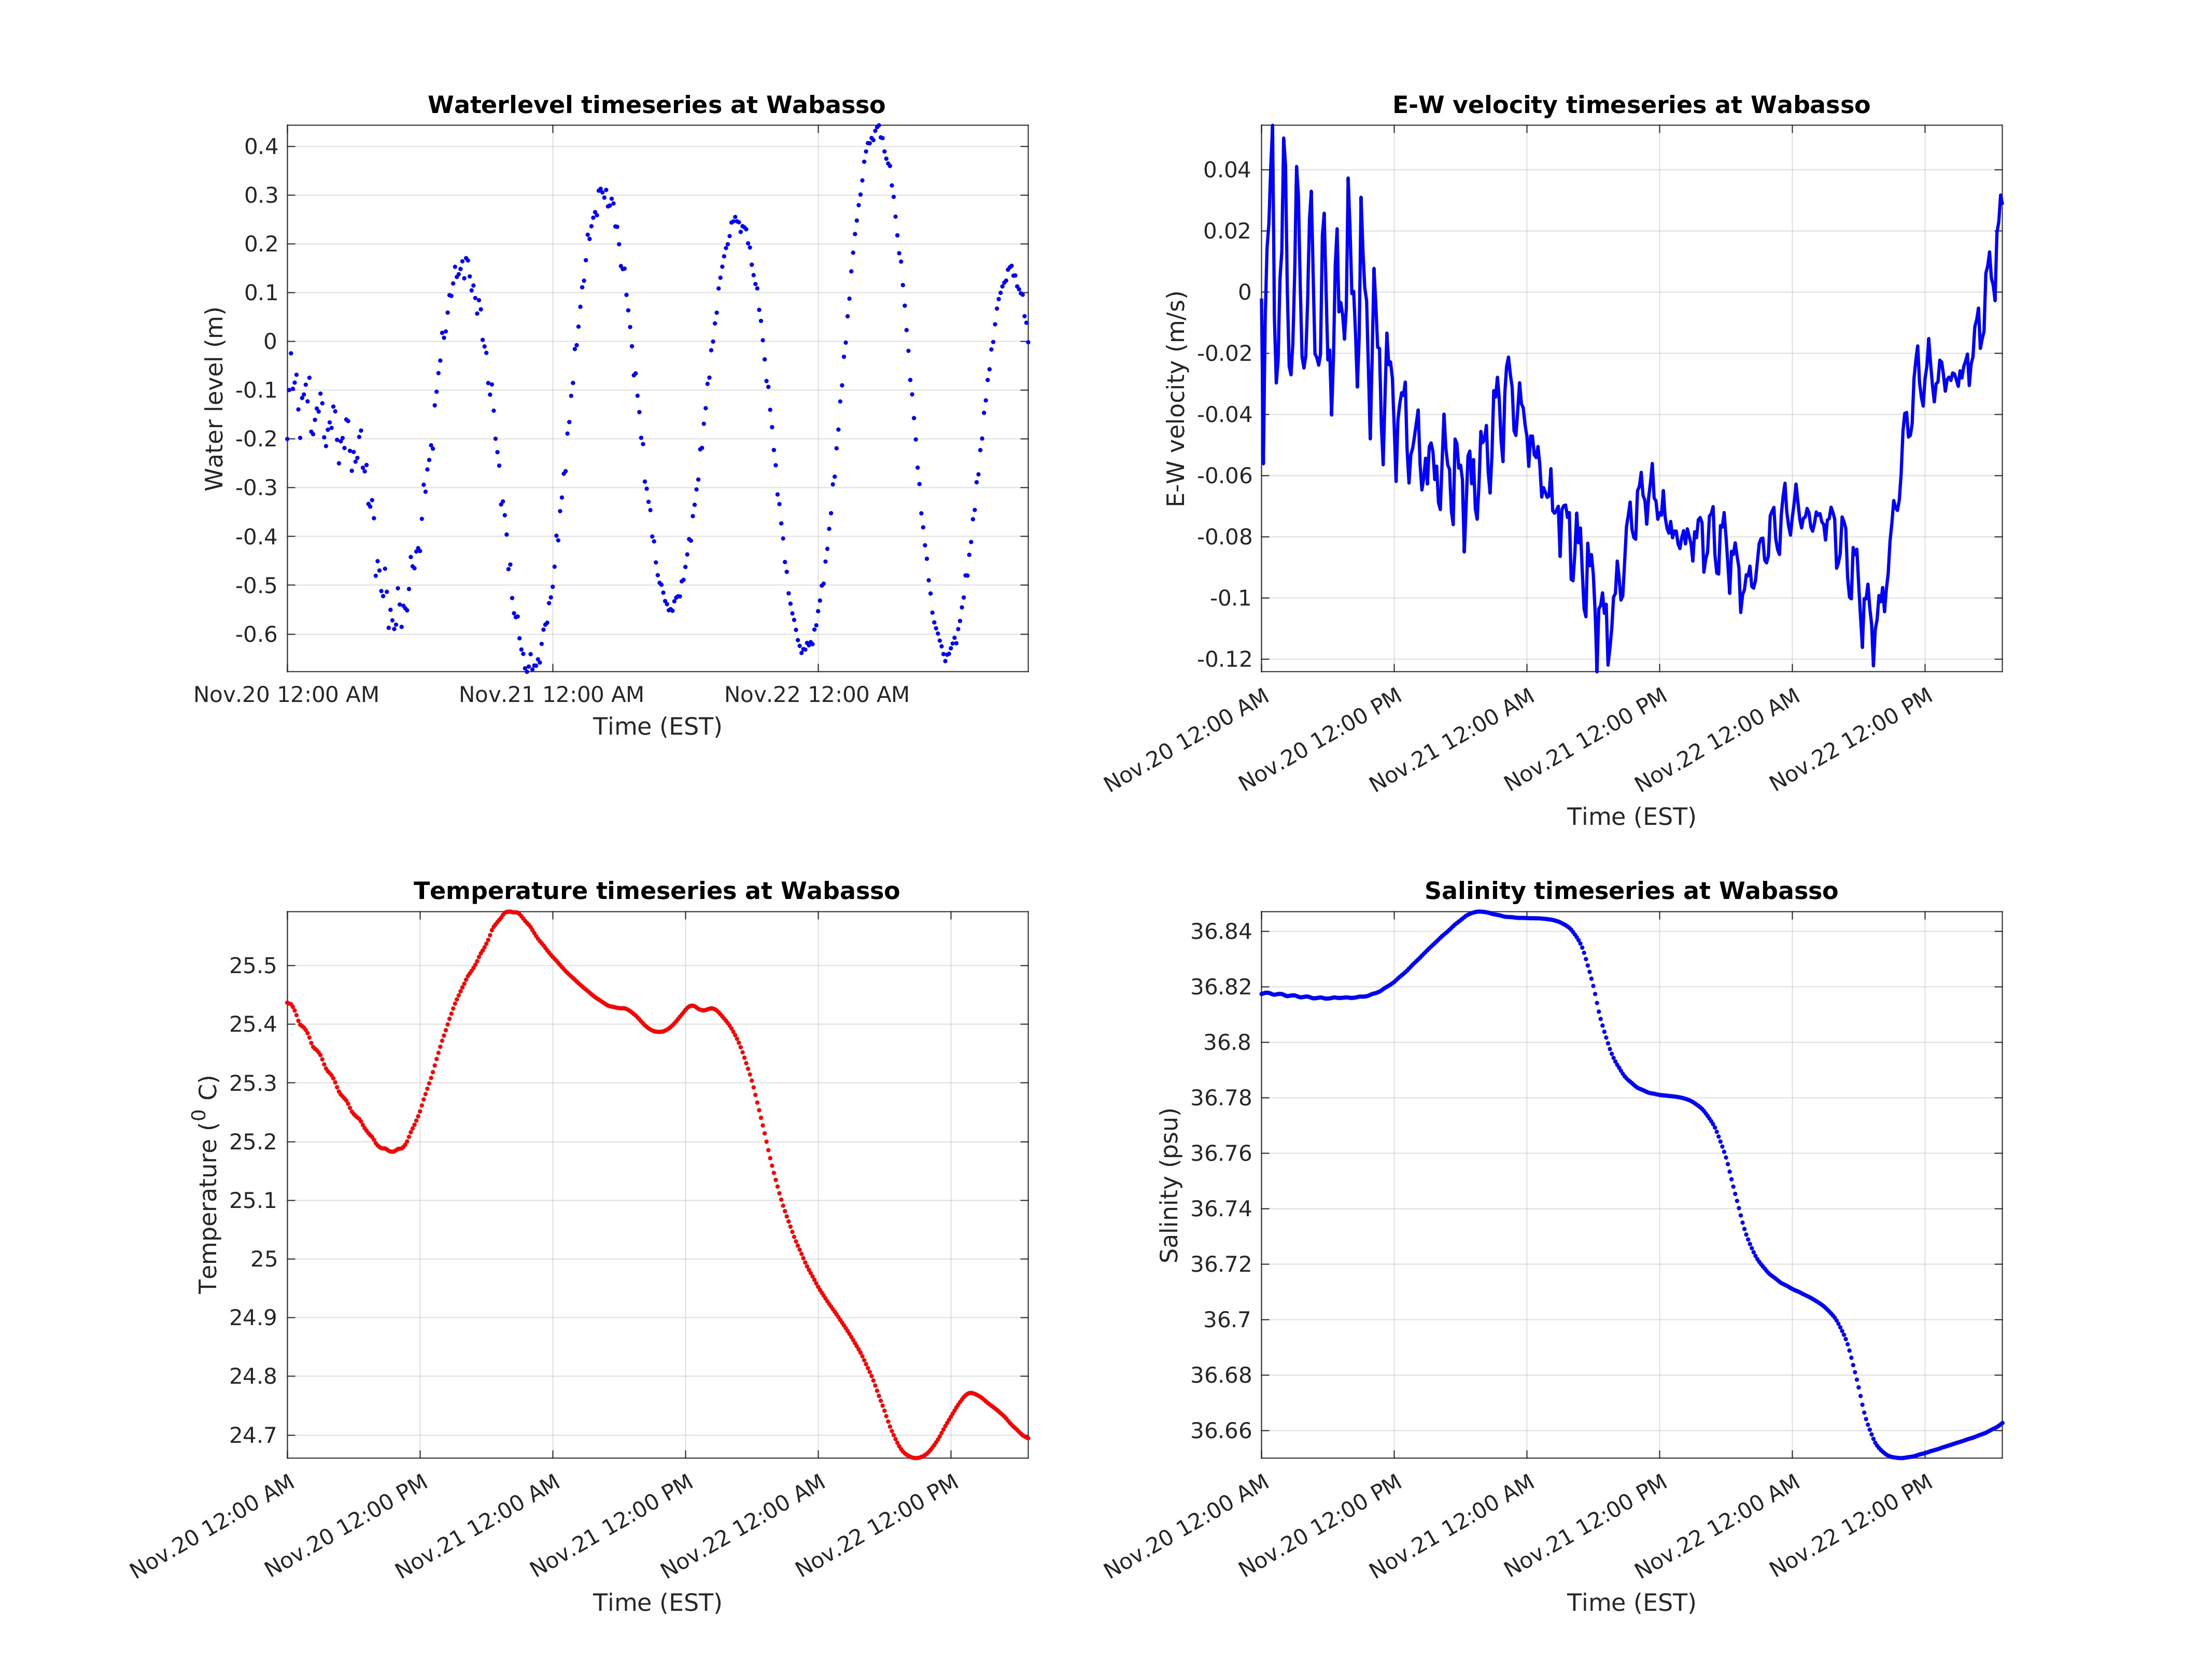 Waterlevel timeseries at Wabasso
0.4
0.3
0.2
0.1
0
-0.1
-0.2
-0.3
-0.4
-0.5
-0.6
Water level (m)
Nov.20 12:00 AM
Nov.21 12:00 AM
Nov.22 12:00 AM
Time (EST)
E-W velocity timeseries at Wabasso
0.04
0.02
0
-0.02
-0.04
-0.06
-0.08
-0.1
-0.12
E-W velocity (m/s)
Nov.20 12:00 AM
Nov.20 12:00 PM
Nov.21 12:00 AM
Nov.21 12:00 PM
Nov.22 12:00 AM
Nov.22 12:00 PM
Time (EST)
Temperature timeseries at Wabasso
25.5
25.4
25.3
25.2
25.1
25
24.9
24.8
24.7
Temperature (⁰ C)
Nov.20 12:00 AM
Nov.20 12:00 PM
Nov.21 12:00 AM
Nov.21 12:00 PM
Nov.22 12:00 AM
Nov.22 12:00 PM
Time (EST)
Salinity timeseries at Wabasso
36.84
36.82
36.8
36.78
36.76
36.74
36.72
36.7
36.68
36.66
Salinity (psu)
Nov.20 12:00 AM
Nov.20 12:00 PM
Nov.21 12:00 AM
Nov.21 12:00 PM
Nov.22 12:00 AM
Nov.22 12:00 PM
Time (EST)